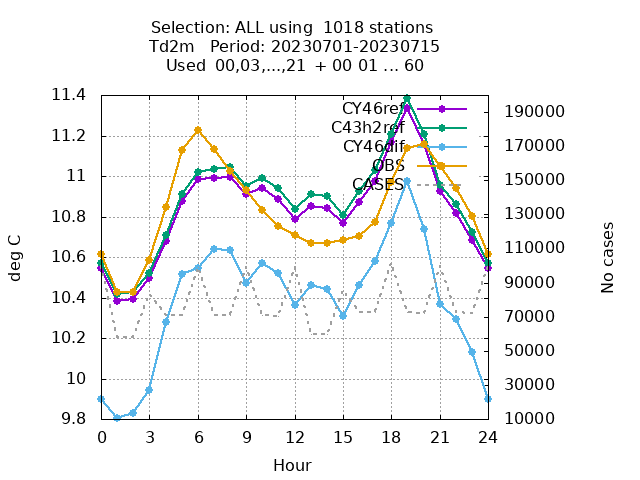 Selection: ALL using  1018 stations
Td2m   Period: 20230701-20230715
Used  00,03,...,21  + 00 01 ... 60
CY46ref
C43h2ref
CY46dif
OBS
CASES
deg C
No cases
11.4
11.2
11
10.8
10.6
10.4
10.2
10
9.8
190000
170000
150000
130000
110000
90000
70000
50000
30000
10000
0 3 6 9 12 15 18 21 24
Hour